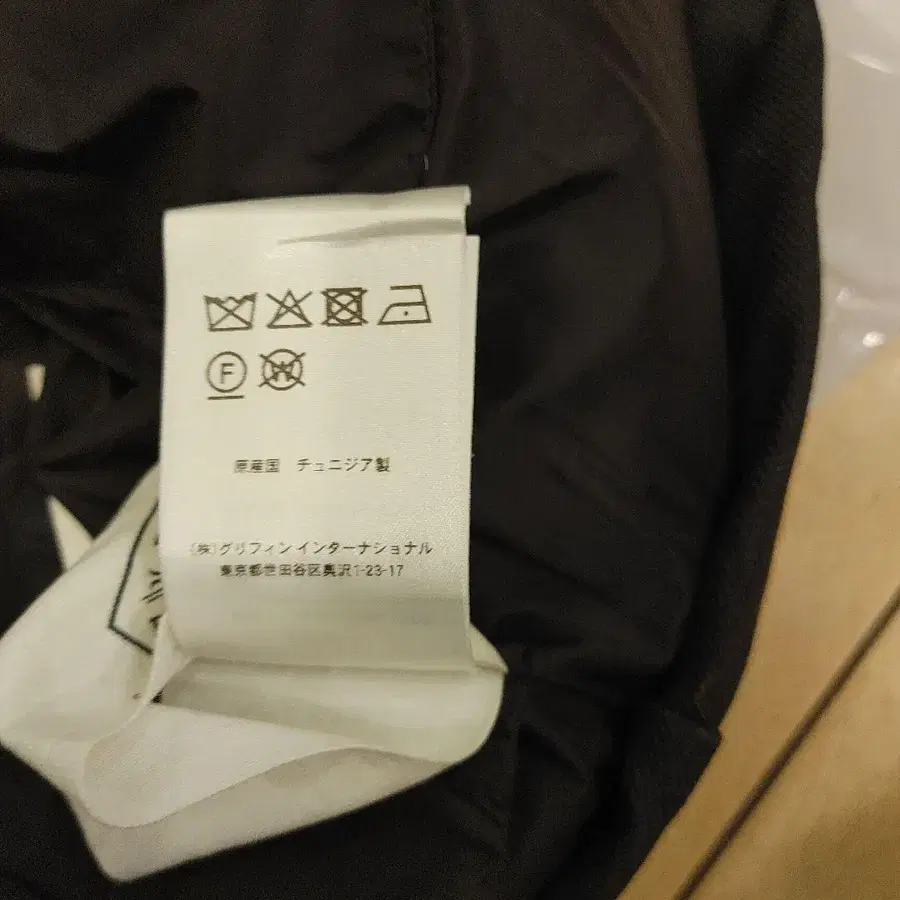 F
W
原産国 チュニジア製
(株)グリフィン インターナショナル
東京都世田谷区奥沢1-23-17